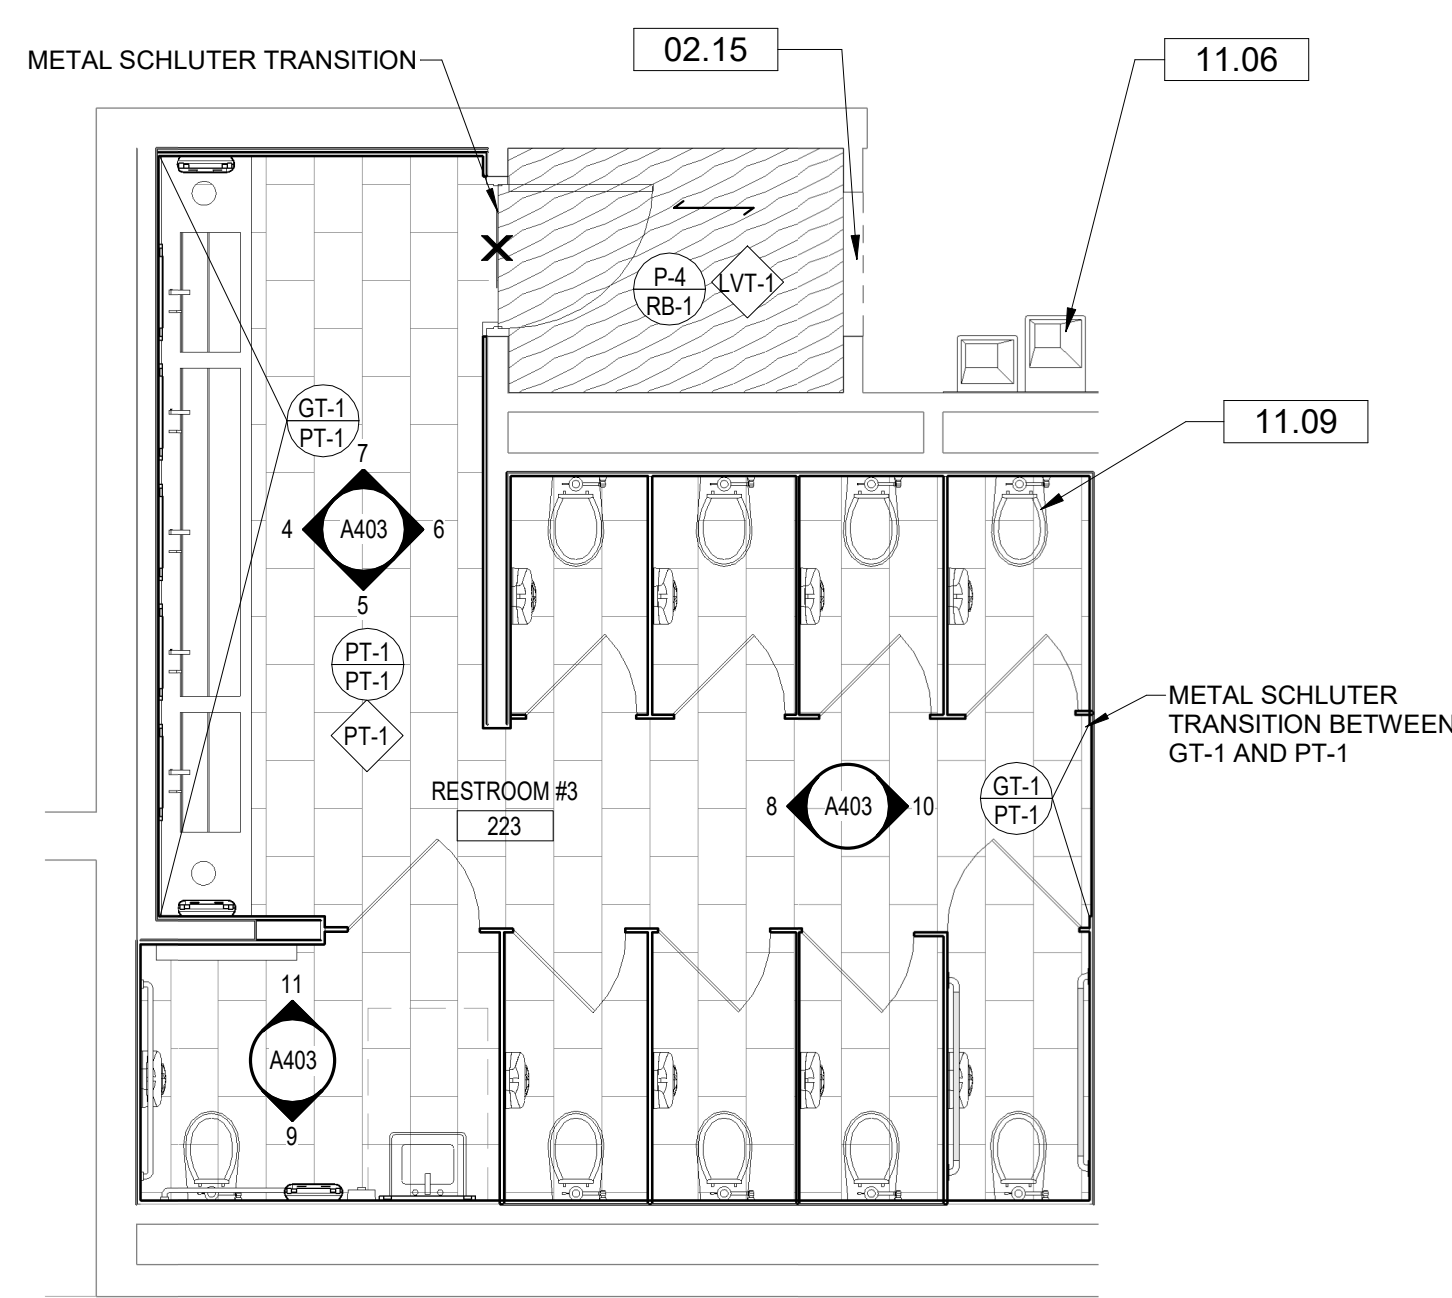 METAL SCHLUTER TRANSITION
02.15
11.06
P-4
LVT-1
RB-1
GT-1
PT-1
11.09
7
4
A403
6
5
PT-1
PT-1
PT-1
METAL SCHLUTER
TRANSITION BETWEEN
GT-1 AND PT-1
RESTROOM #3
223
8
A403
10
GT-1
PT-1
11
A403
9